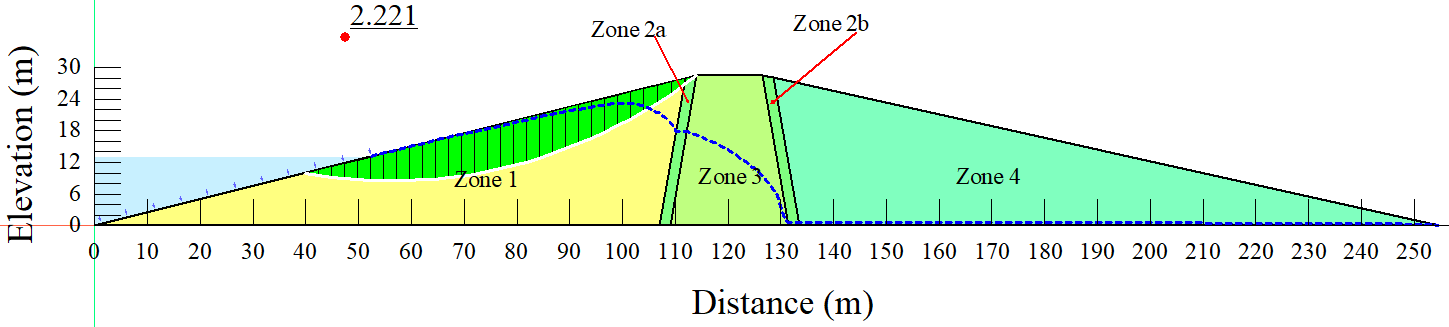 2.221
Zone 2a
Zone 2b
Elevation (m)
30
24
18
12
6
0
Zone 1
Zone 3
Zone 4
0 10 20 30 40 50 60 70 80 90 100 110 120 130 140 150 160 170 180 190 200 210 220 230 240 250
Distance (m)